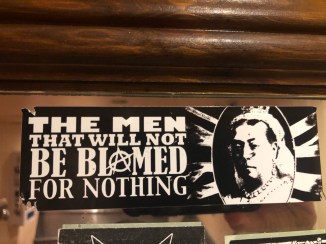 THE MEN
THAT WILL NOT
BE BLAMED
FOR NOTHING